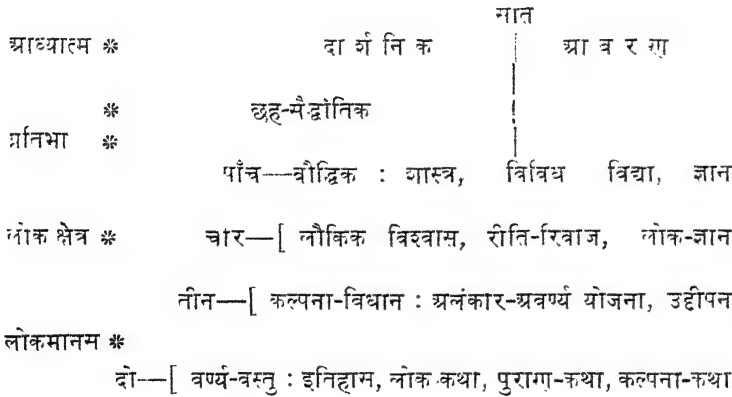 सात
आध्यात्म * दा र्श नि क | आ व र ण
* छह-सैद्धांतिक
प्रतिभा *
पाँच—बौद्धिक : शास्त्र, विविध विद्या, ज्ञान
लोक क्षेत्र * चार—[ लौकिक विश्वास, रीति-रिवाज, लोक-ज्ञान
तीन—[ कल्पना-विधान : अलंकार-अवर्ण्य योजना, उद्दीपन
लोकमानस *
दो—[ वर्ण्य-वस्तु : इतिहास, लोक कथा, पुराण-कथा, कल्पना-कथा